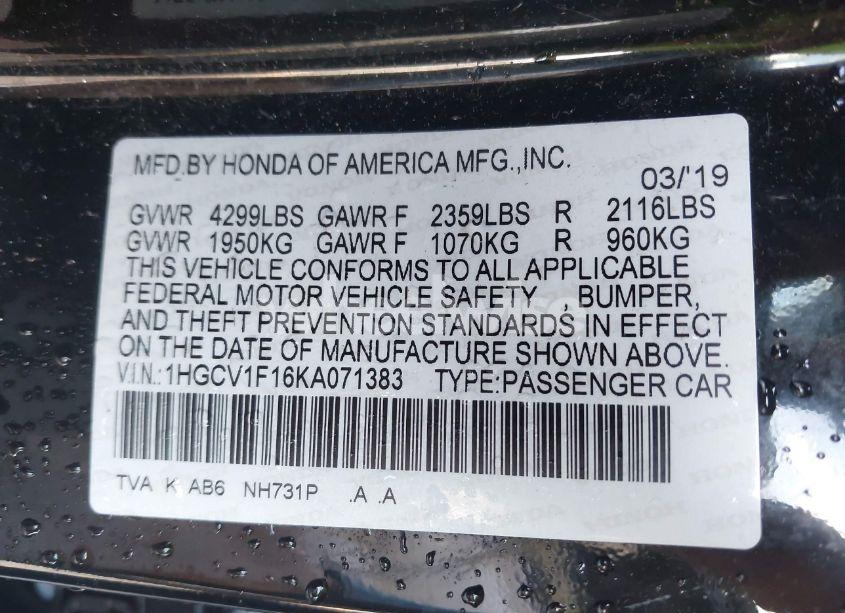 MFD.BY HONDA OF AMERICA MFG.,INC.
03/'19
GVWR 4299LBS GAWR F 2359LBS R 2116LBS
GVWR 1950KG GAWR F 1070KG R 960KG
THIS VEHICLE CONFORMS TO ALL APPLICABLE
FEDERAL MOTOR VEHICLE SAFETY , BUMPER,
AND THEFT PREVENTION STANDARDS IN EFFECT
ON THE DATE OF MANUFACTURE SHOWN ABOVE.
V.I.N.:1HGCV1F16KA071383 TYPE:PASSENGER CAR
TVA K AB6 NH731P .A .A